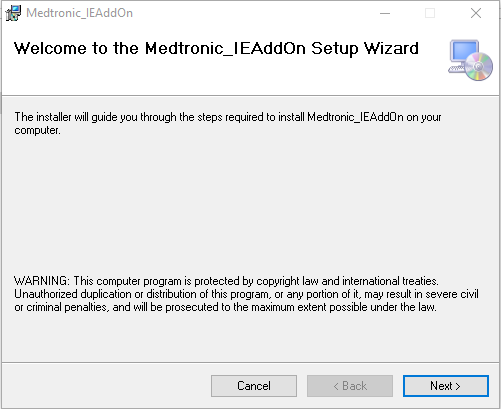 Medtronic_IEAddOn
Welcome to the Medtronic_IEAddOn Setup Wizard
The installer will guide you through the steps required to install Medtronic_IEAddOn on your
computer.
WARNING: This computer program is protected by copyright law and international treaties.
Unauthorized duplication or distribution of this program, or any portion of it, may result in severe civil
or criminal penalties, and will be prosecuted to the maximum extent possible under the law.
Cancel < Back Next >